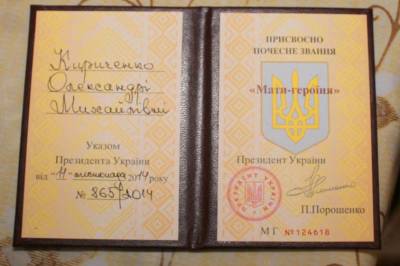 Кириченко
Олександрі
Михайлівні
Указом
Президента України
від "11" листопада 2014 року
№ 865/2014
ПРИСВОЄНО
ПОЧЕСНЕ ЗВАННЯ
«Мати-героїня»
Президент України
П.Порошенко
МГ №124618